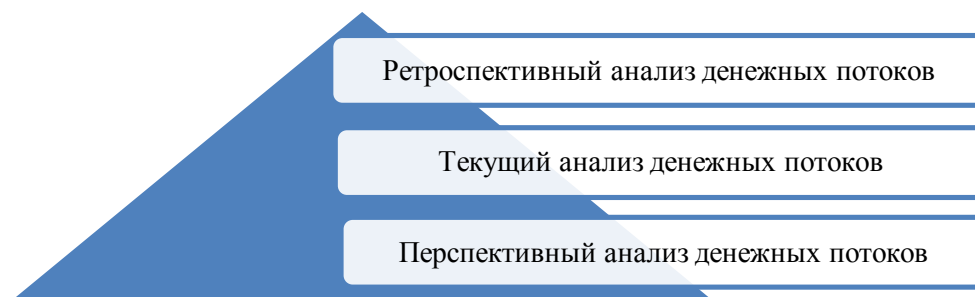 Ретроспективный анализ денежных потоков
Текущий анализ денежных потоков
Перспективный анализ денежных потоков